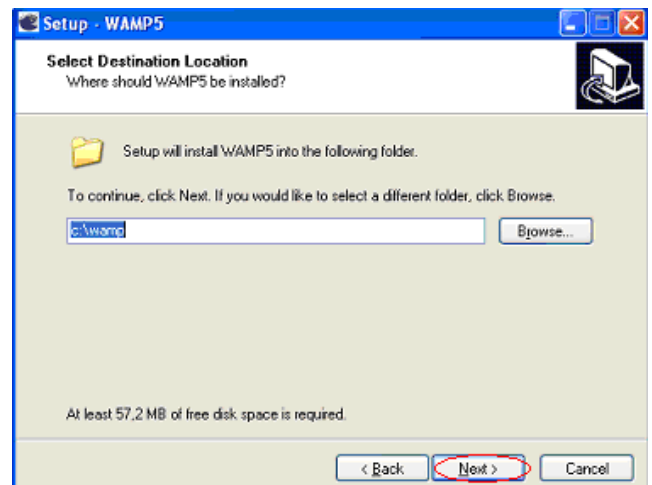 Setup - WAMP5
Select Destination Location
Where should WAMP5 be installed?
Setup will install WAMP5 into the following folder.
To continue, click Next. If you would like to select a different folder, click Browse.
c:\wamp
Browse...
At least 57,2 MB of free disk space is required.
< Back
Next >
Cancel